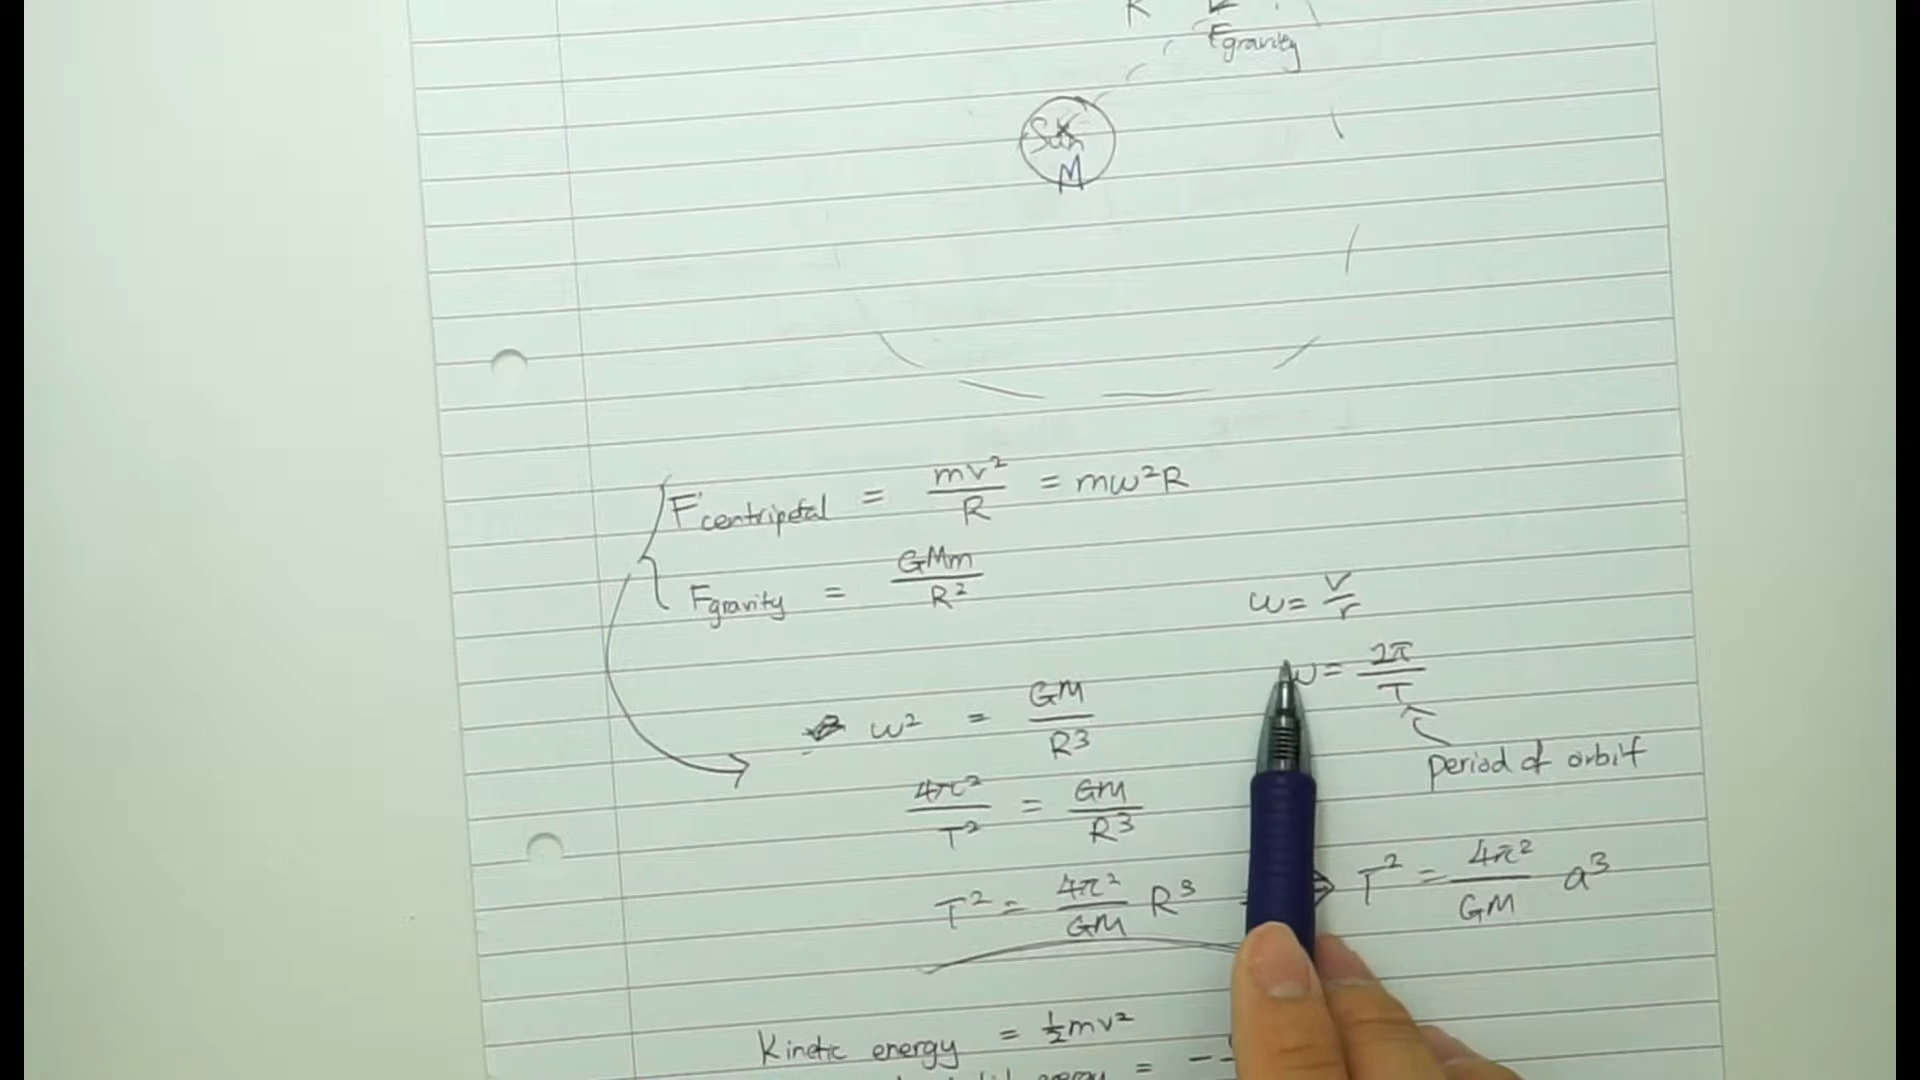 R
Fgravity
Sun
M
Fcentripetal = mv²/R = mω²R
Fgravity = GMm/R²
ω = v/r
ω = 2π/T
period of orbit
ω² = GM/R³
4π²/T² = GM/R³
T² = 4π²/GM R³ ⇒ T² = 4π²/GM a³
Kinetic energy = ½mv²
energy = -